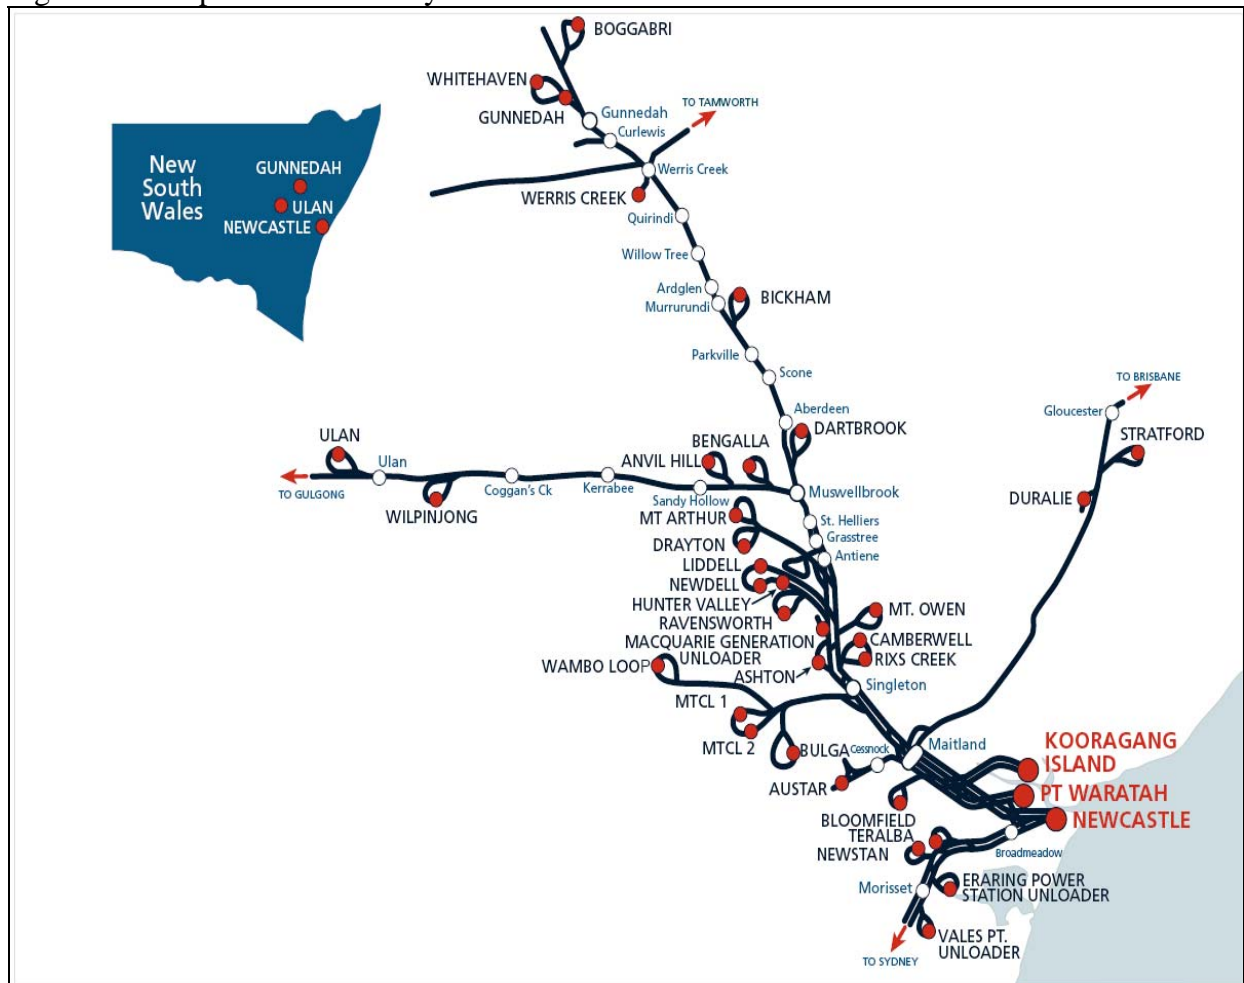 BOGGABRI
WHITEHAVEN
TO TAMWORTH
GUNNEDAH
Gunnedah
Curlewis
New
South
Wales
GUNNEDAH
ULAN
NEWCASTLE
Werris Creek
WERRIS CREEK
Quirindi
Willow Tree
Ardglen
Murrurundi
BICKHAM
Parkville
Scone
TO BRISBANE
Aberdeen
Gloucester
DARTBROOK
STRATFORD
ULAN
BENGALLA
Ulan
ANVIL HILL
TO GULGONG
Coggan's Ck
Kerrabee
Sandy Hollow
Muswellbrook
DURALIE
WILPINJONG
MT ARTHUR
St. Helliers
Grasstree
DRAYTON
Antiene
LIDDELL
NEWDELL
HUNTER VALLEY
MT. OWEN
RAVENSWORTH
MACQUARIE GENERATION
UNLOADER
CAMBERWELL
RIXS CREEK
WAMBO LOOP
ASHTON
Singleton
MTCL 1
MTCL 2
BULGA
Cessnock
Maitland
KOORAGANG
ISLAND
AUSTAR
PT WARATAH
BLOOMFIELD
NEWCASTLE
TERALBA
NEWSTAN
Broadmeadow
Morisset
ERARING POWER
STATION UNLOADER
VALES PT.
UNLOADER
TO SYDNEY